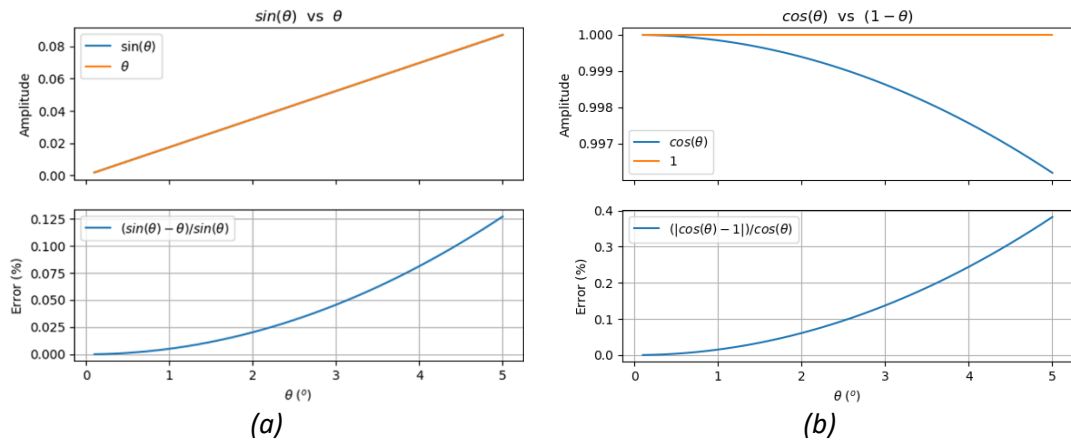 sin(θ) vs θ
sin(θ)
θ
Amplitude
0.08
0.06
0.04
0.02
0.00
(sin(θ) − θ)/sin(θ)
Error (%)
0.125
0.100
0.075
0.050
0.025
0.000
0 1 2 3 4 5
θ (°)
(a)
cos(θ) vs (1 − θ)
Amplitude
1.000
0.999
0.998
0.997
cos(θ)
1
(|cos(θ) − 1|)/cos(θ)
Error (%)
0.4
0.3
0.2
0.1
0.0
0 1 2 3 4 5
θ (°)
(b)